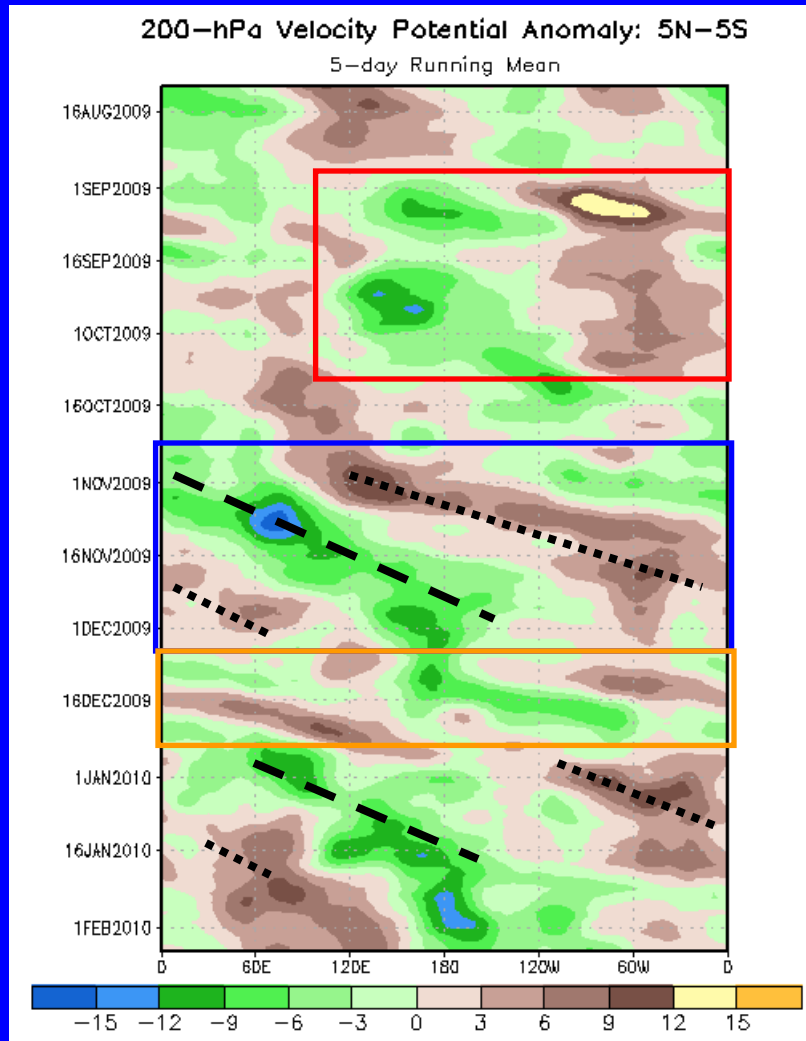 200-hPa Velocity Potential Anomaly: 5N-5S
5-day Running Mean
16AUG2009
1SEP2009
16SEP2009
1OCT2009
16OCT2009
1NOV2009
16NOV2009
1DEC2009
16DEC2009
1JAN2010
16JAN2010
1FEB2010
0 60E 120E 180 120W 60W 0
-15 -12 -9 -6 -3 0 3 6 9 12 15